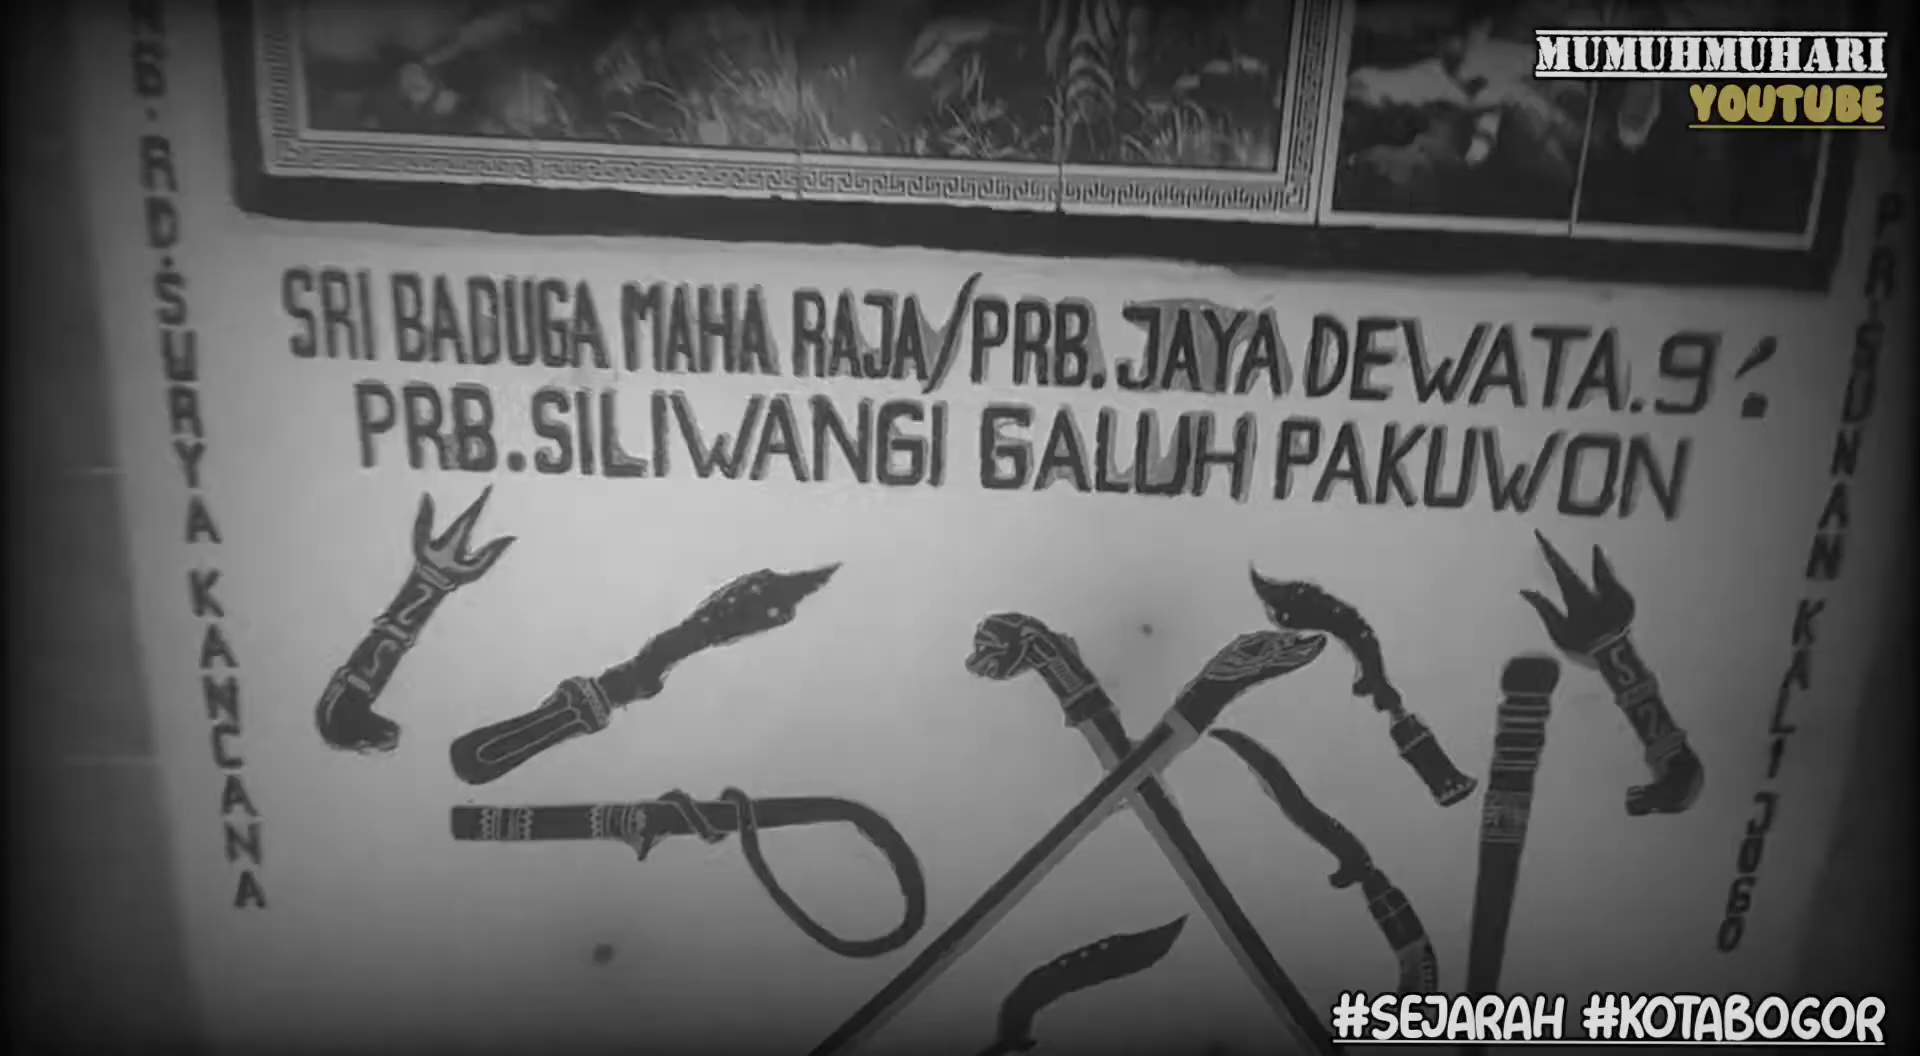 MUMUHMUHARI
YOUTUBE
SRI BADUGA MAHA RAJA/PRB.JAYA DEWATA.9!
PRB.SILIWANGI GALUH PAKUWON
RD.SURYA KANCANA
SUNAN KALI JUGO
#SEJARAH #KOTABOGOR